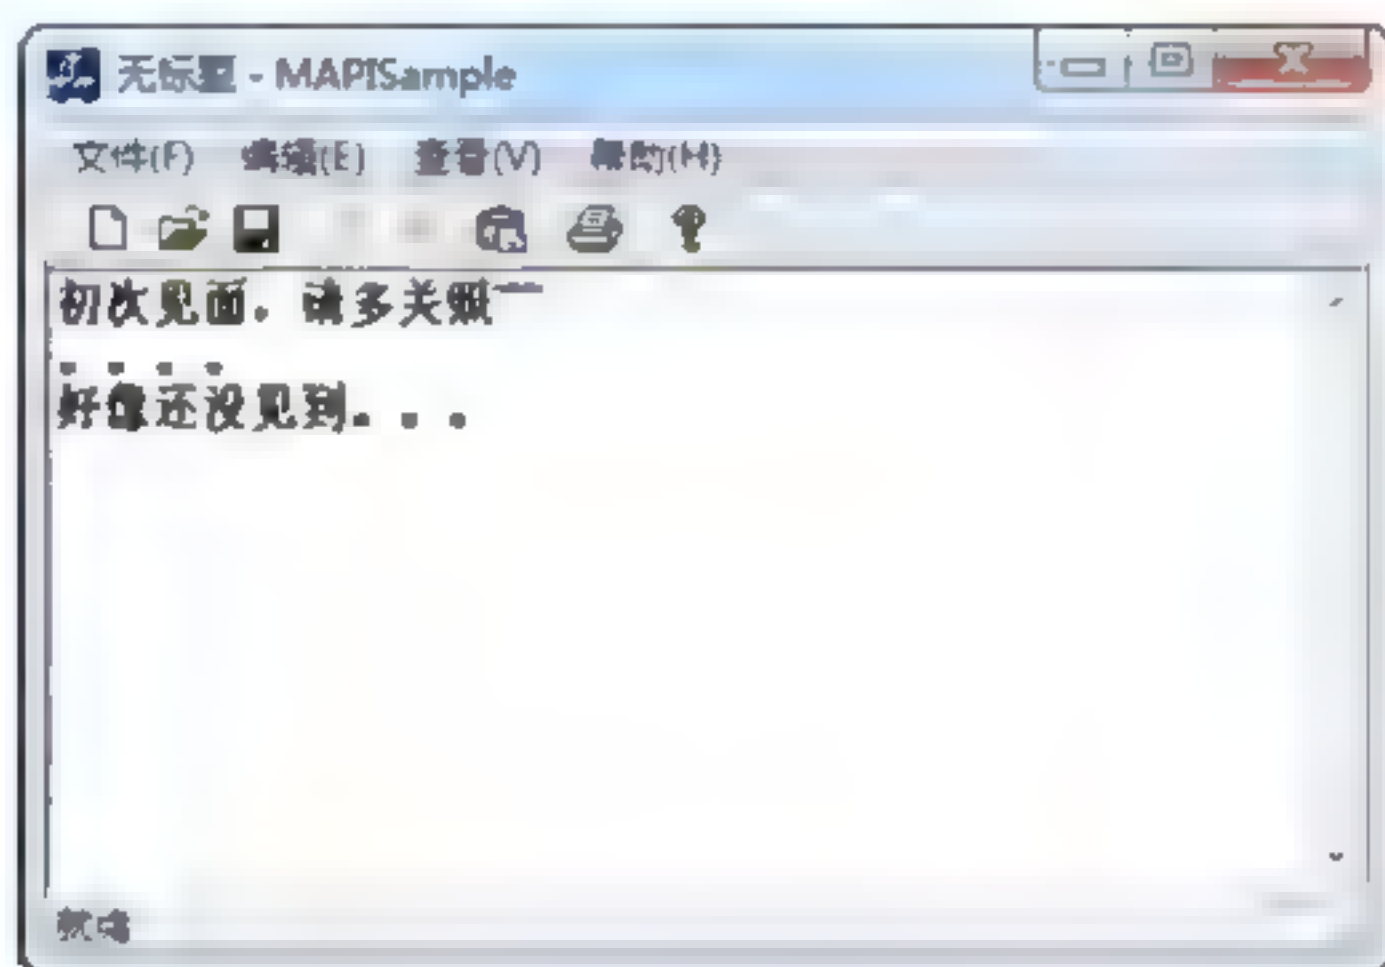 无标题 - MAPISample
文件(F) 编辑(E) 查看(V) 帮助(H)
初次见面，请多关照~~
. . . .
好像还没见到. . .
就绪